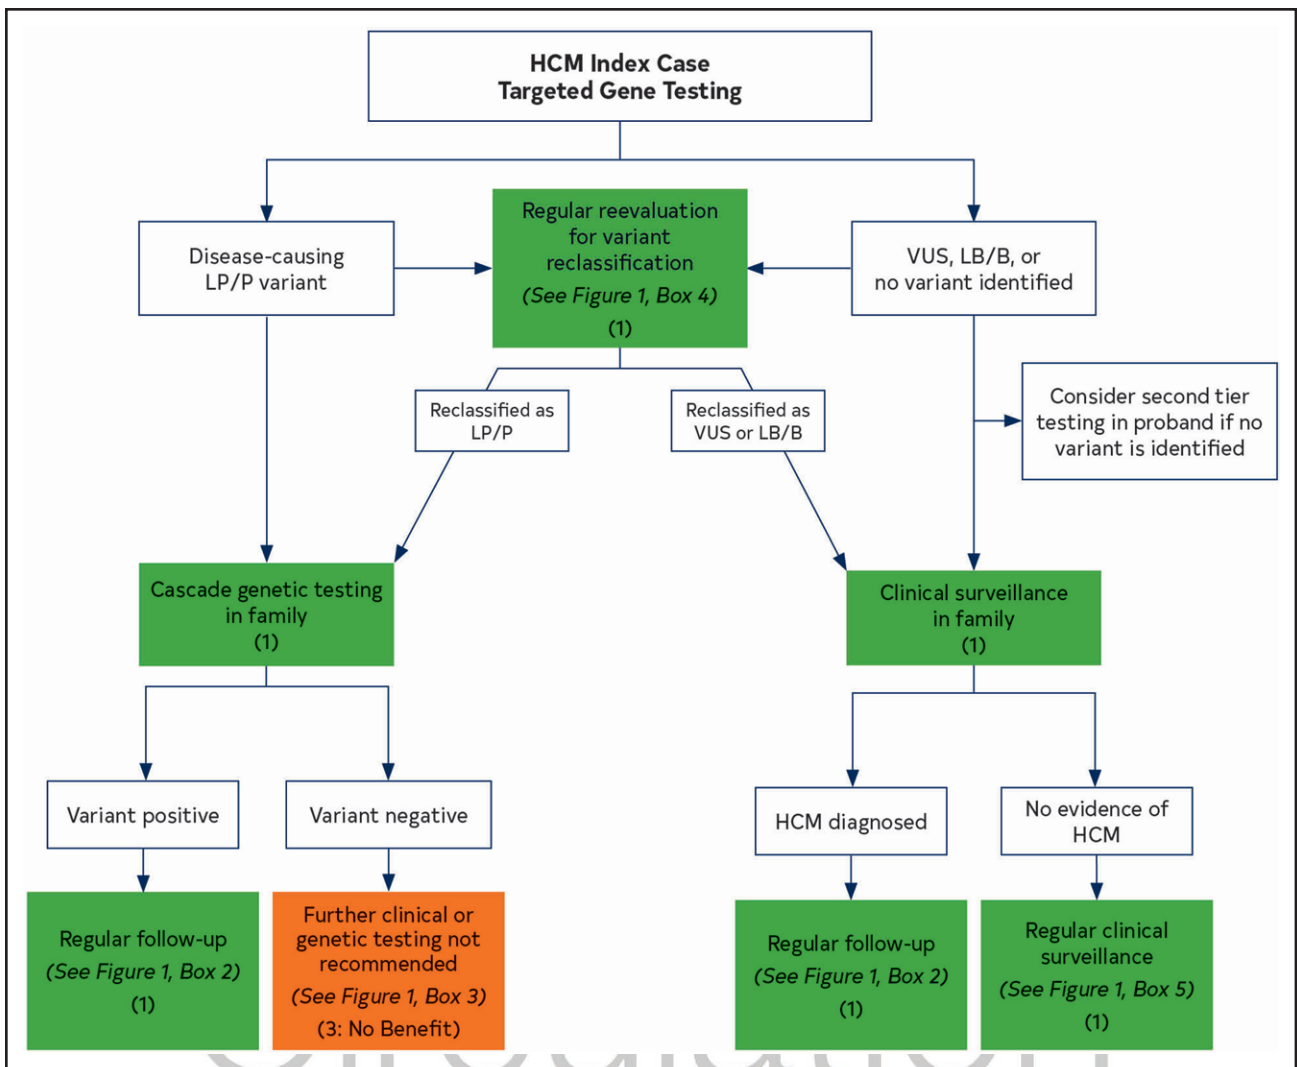 HCM Index Case
Targeted Gene Testing
Disease-causing
LP/P variant
Regular reevaluation
for variant
reclassification
(See Figure 1, Box 4)
(1)
VUS, LB/B, or
no variant identified
Reclassified as
LP/P
Reclassified as
VUS or LB/B
Consider second tier
testing in proband if no
variant is identified
Cascade genetic testing
in family
(1)
Clinical surveillance
in family
(1)
Variant positive
Variant negative
HCM diagnosed
No evidence of
HCM
Regular follow-up
(See Figure 1, Box 2)
(1)
Further clinical or
genetic testing not
recommended
(See Figure 1, Box 3)
(3: No Benefit)
Regular follow-up
(See Figure 1, Box 2)
(1)
Regular clinical
surveillance
(See Figure 1, Box 5)
(1)